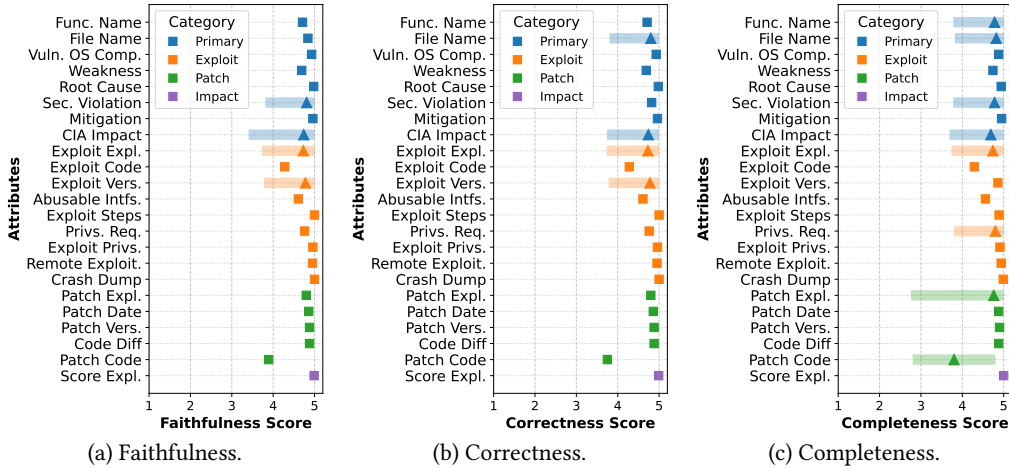 Func. Name
File Name
Vuln. OS Comp.
Weakness
Root Cause
Sec. Violation
Mitigation
CIA Impact
Exploit Expl.
Exploit Code
Exploit Vers.
Abusable Intfs.
Exploit Steps
Privs. Req.
Exploit Privs.
Remote Exploit.
Crash Dump
Patch Expl.
Patch Date
Patch Vers.
Code Diff
Patch Code
Score Expl.
Attributes
Category
Primary
Exploit
Patch
Impact
1 2 3 4 5
Faithfulness Score
(a) Faithfulness.
Func. Name
File Name
Vuln. OS Comp.
Weakness
Root Cause
Sec. Violation
Mitigation
CIA Impact
Exploit Expl.
Exploit Code
Exploit Vers.
Abusable Intfs.
Exploit Steps
Privs. Req.
Exploit Privs.
Remote Exploit.
Crash Dump
Patch Expl.
Patch Date
Patch Vers.
Code Diff
Patch Code
Score Expl.
Attributes
Category
Primary
Exploit
Patch
Impact
1 2 3 4 5
Correctness Score
(b) Correctness.
Func. Name
File Name
Vuln. OS Comp.
Weakness
Root Cause
Sec. Violation
Mitigation
CIA Impact
Exploit Expl.
Exploit Code
Exploit Vers.
Abusable Intfs.
Exploit Steps
Privs. Req.
Exploit Privs.
Remote Exploit.
Crash Dump
Patch Expl.
Patch Date
Patch Vers.
Code Diff
Patch Code
Score Expl.
Attributes
Category
Primary
Exploit
Patch
Impact
1 2 3 4 5
Completeness Score
(c) Completeness.